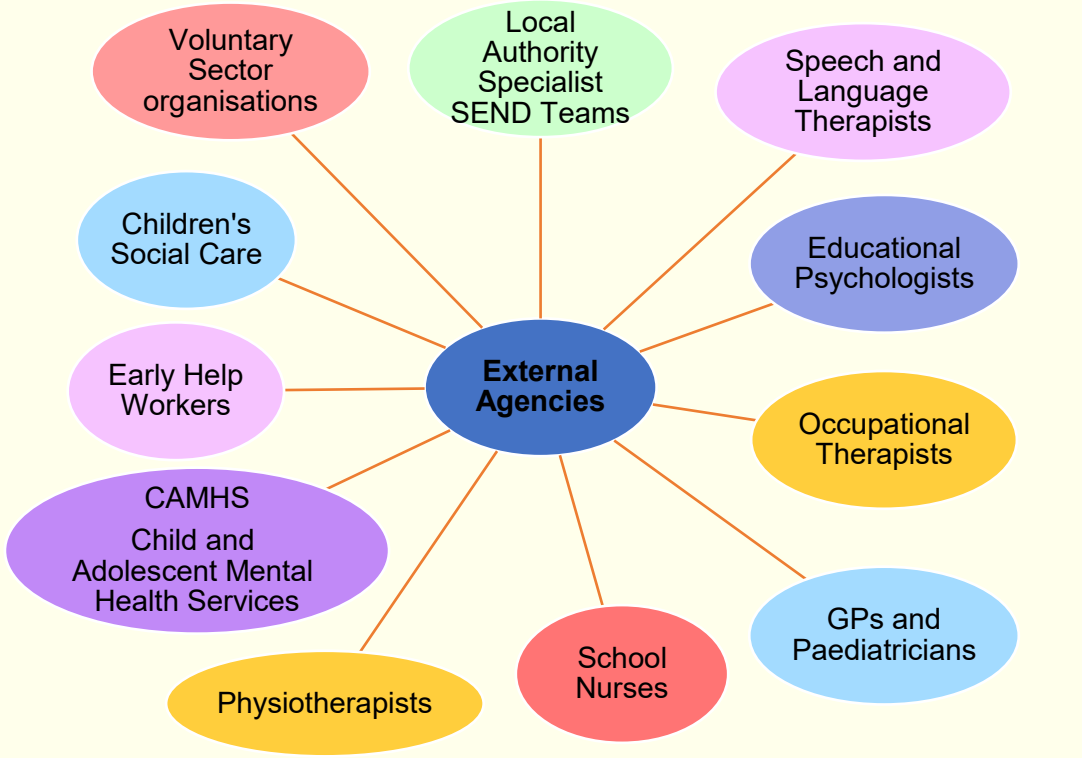 Voluntary
Sector
organisations
Local
Authority
Specialist
SEND Teams
Speech and
Language
Therapists
Children's
Social Care
Educational
Psychologists
Early Help
Workers
External
Agencies
Occupational
Therapists
CAMHS
Child and
Adolescent Mental
Health Services
GPs and
Paediatricians
Physiotherapists
School
Nurses